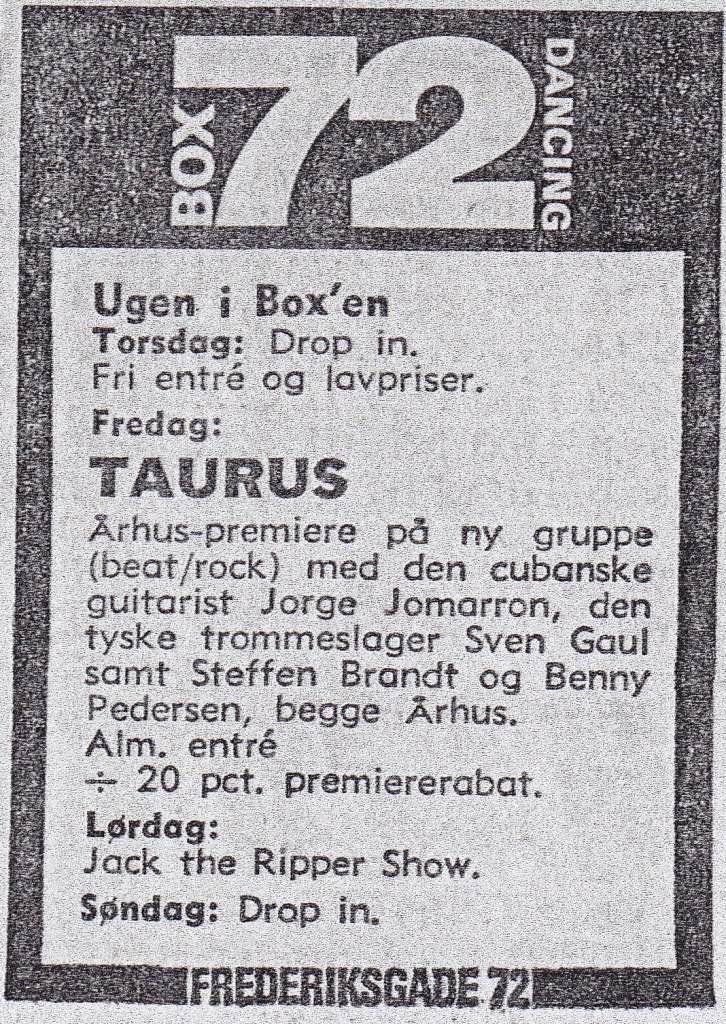 BOX 72 DANCING
Ugen i Box'en
Torsdag: Drop in.
Fri entré og lavpriser.
Fredag:
TAURUS
Århus-premiere på ny gruppe
(beat/rock) med den cubanske
guitarist Jorge Jomarron, den
tyske trommeslager Sven Gaul
samt Steffen Brandt og Benny
Pedersen, begge Århus.
Alm. entré
÷ 20 pct. premiererabat.
Lørdag:
Jack the Ripper Show.
Søndag: Drop in.
FREDERIKSGADE 72